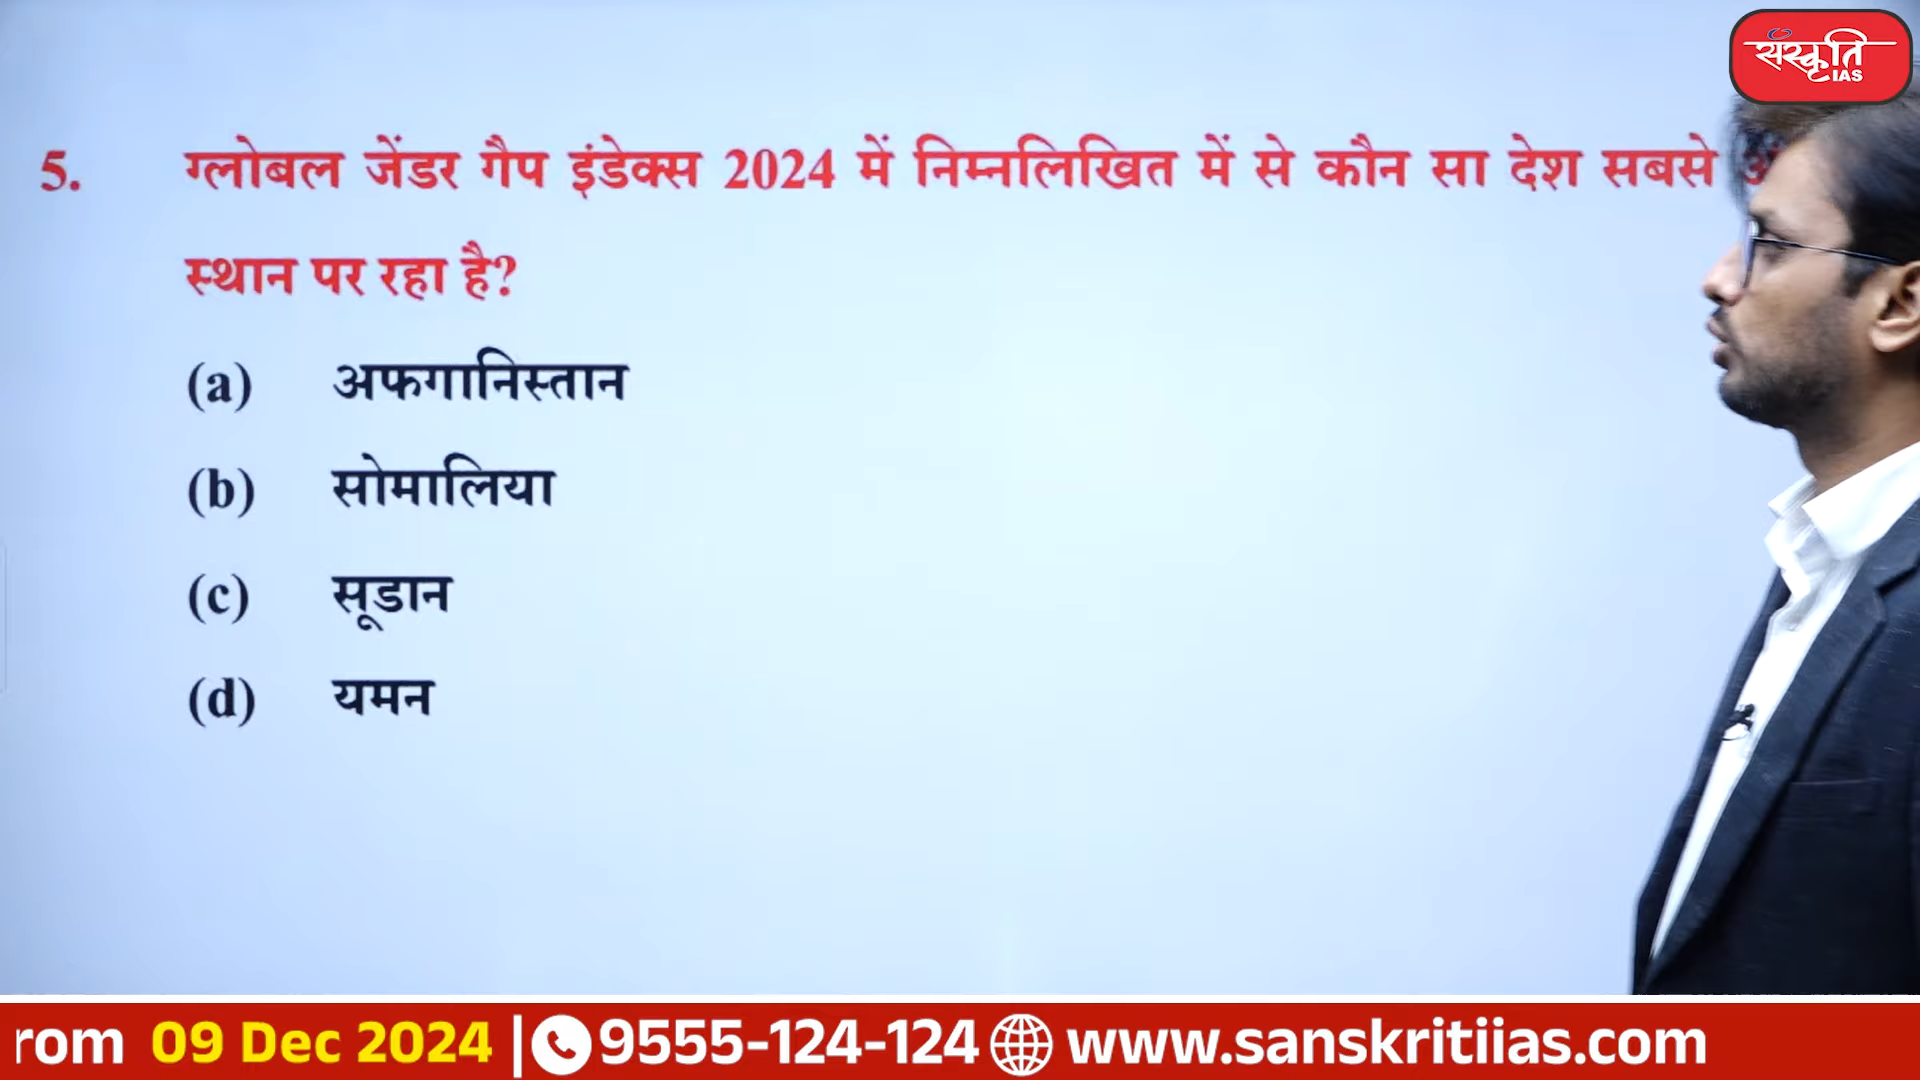 संस्कृति
IAS
5. ग्लोबल जेंडर गैप इंडेक्स 2024 में निम्नलिखित में से कौन सा देश सबसे
स्थान पर रहा है?
(a) अफगानिस्तान
(b) सोमालिया
(c) सूडान
(d) यमन
rom 09 Dec 2024 | 9555-124-124 www.sanskritiias.com